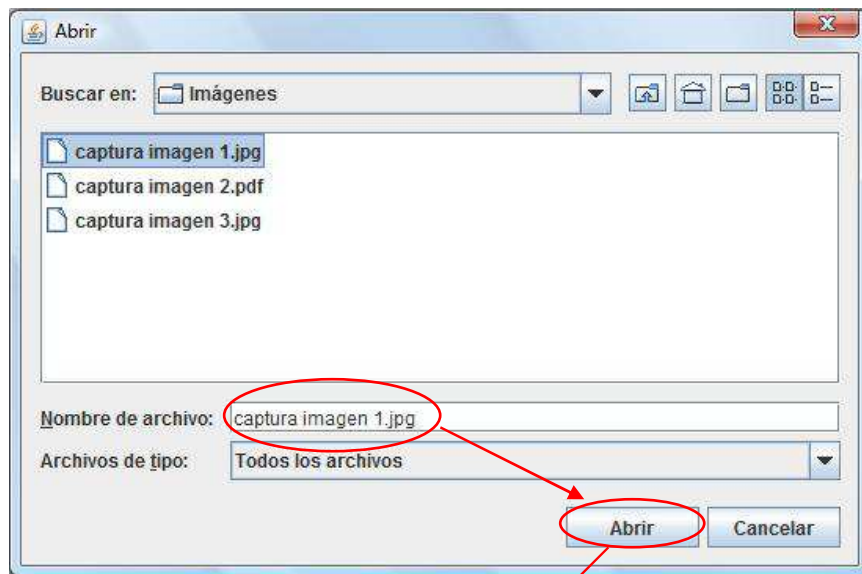 Abrir
Buscar en: Imágenes
captura imagen 1.jpg
captura imagen 2.pdf
captura imagen 3.jpg
Nombre de archivo: captura imagen 1.jpg
Archivos de tipo: Todos los archivos
Abrir Cancelar